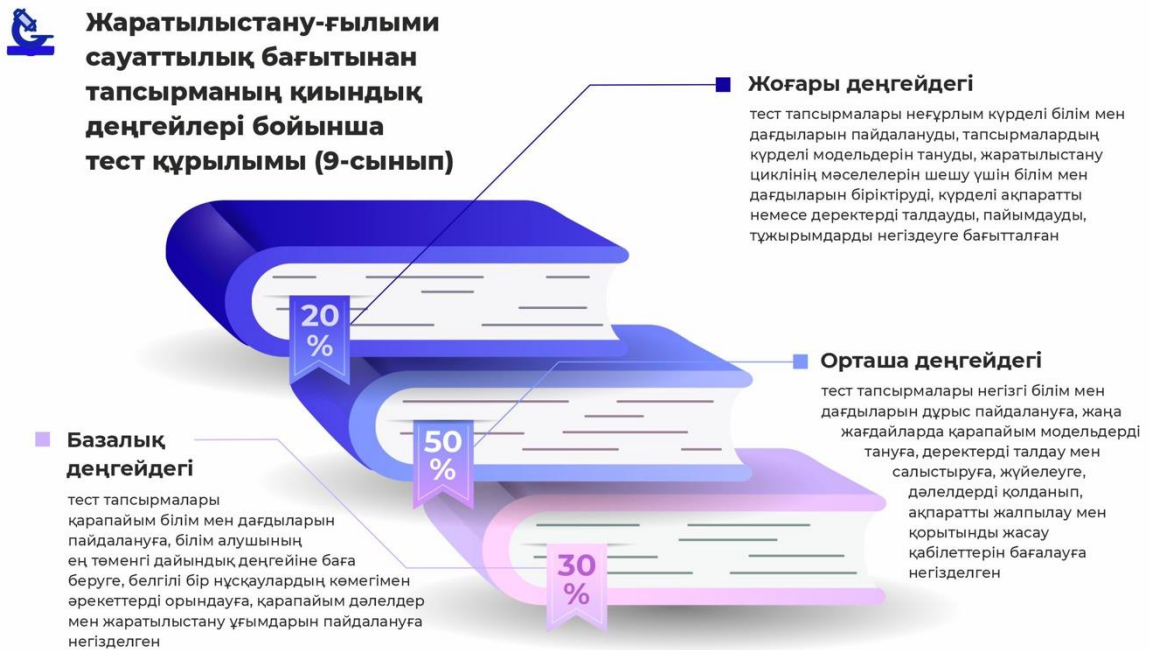 Жаратылыстану-ғылыми
сауаттылық бағытынан
тапсырманың қиындық
деңгейлері бойынша
тест құрылымы (9-сынып)
Жоғары деңгейдегі
тест тапсырмалары неғұрлым күрделі білім мен
дағдыларын пайдалануды, тапсырмалардың
күрделі модельдерін тануды, жаратылыстану
циклінің мәселелерін шешу үшін білім мен
дағдыларын біріктіруді, күрделі ақпаратты
немесе деректерді талдауды, пайымдауды,
тұжырымдарды негіздеуге бағытталған
20
%
Орташа деңгейдегі
тест тапсырмалары негізгі білім мен
дағдыларын дұрыс пайдалануға, жаңа
жағдайларда қарапайым модельдерді
тануға, деректерді талдау мен
салыстыруға, жүйелеуге,
дәлелдерді қолданып,
ақпаратты жалпылау мен
қорытынды жасау
қабілеттерін бағалауға
негізделген
50
%
Базалық
деңгейдегі
тест тапсырмалары
қарапайым білім мен дағдыларын
пайдалануға, білім алушының
ең төменгі дайындық деңгейіне баға
беруге, белгілі бір нұсқаулардың көмегімен
әрекеттерді орындауға, қарапайым дәлелдер
мен жаратылыстану ұғымдарын пайдалануға
негізделген
30
%